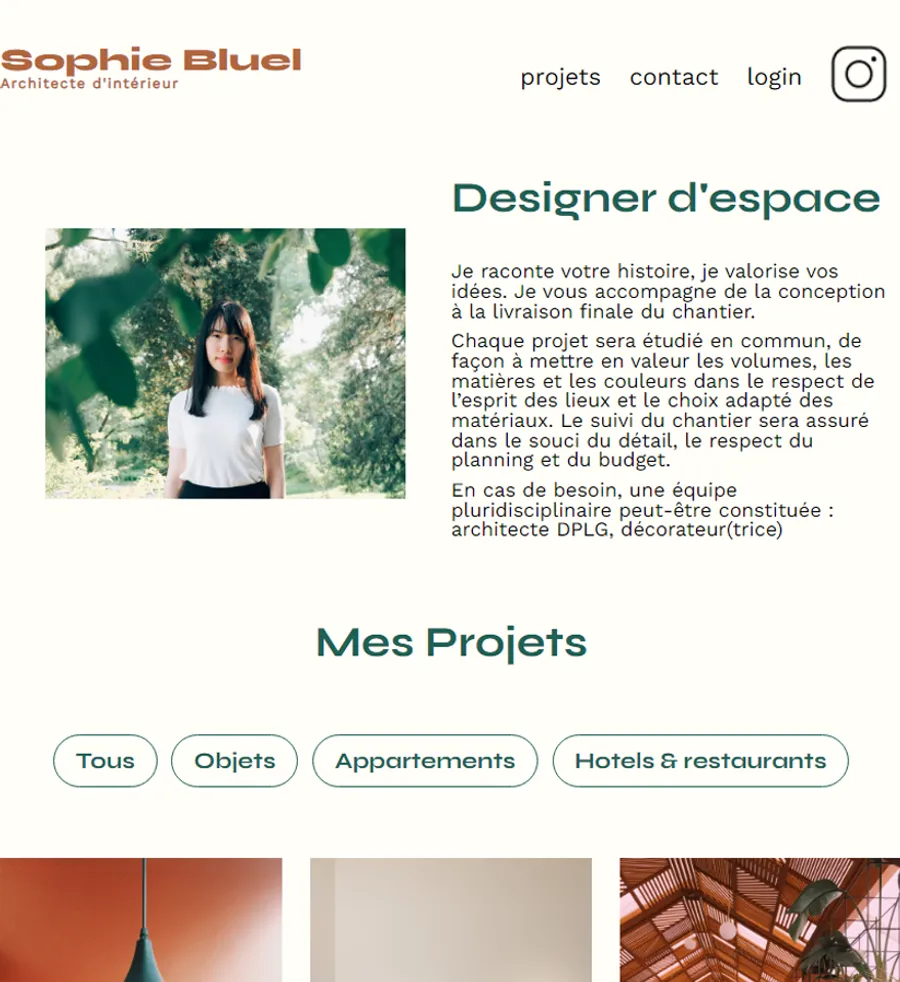 Sophie Bluel
Architecte d'intérieur
projets contact login
Designer d'espace
Je raconte votre histoire, je valorise vos
idées. Je vous accompagne de la conception
à la livraison finale du chantier.
Chaque projet sera étudié en commun, de
façon à mettre en valeur les volumes, les
matières et les couleurs dans le respect de
l’esprit des lieux et le choix adapté des
matériaux. Le suivi du chantier sera assuré
dans le souci du détail, le respect du
planning et du budget.
En cas de besoin, une équipe
pluridisciplinaire peut-être constituée :
architecte DPLG, décorateur(trice)
Mes Projets
Tous Objets Appartements Hotels & restaurants